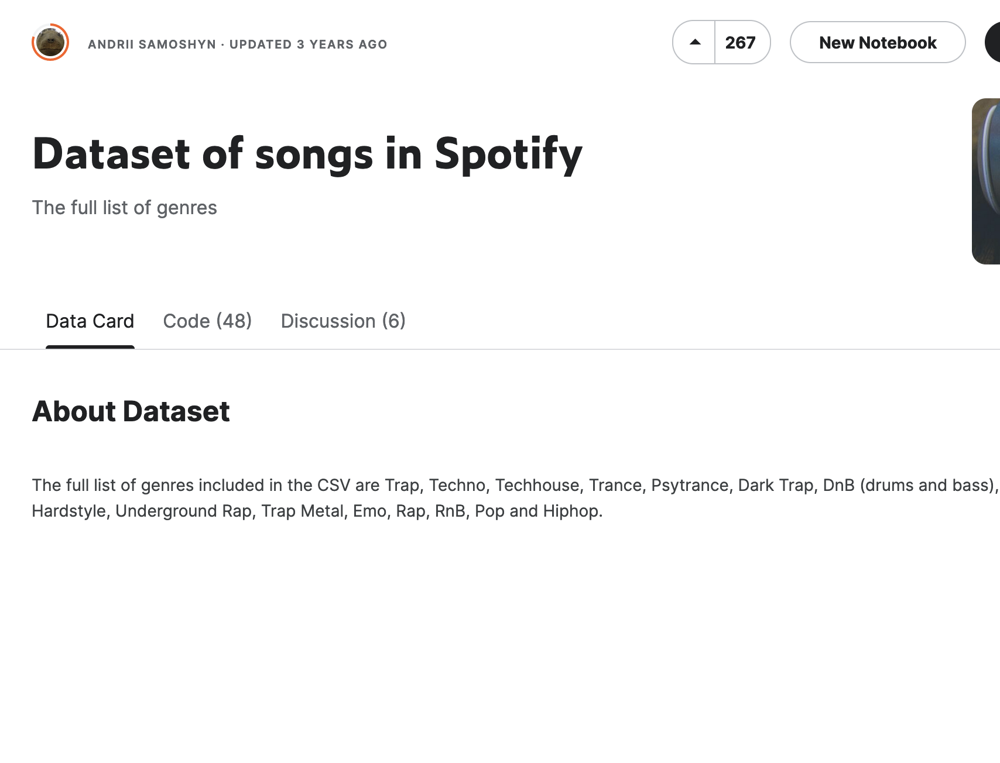 ANDRII SAMOSHYN · UPDATED 3 YEARS AGO
267
New Notebook
Dataset of songs in Spotify
The full list of genres
Data Card
Code (48)
Discussion (6)
About Dataset
The full list of genres included in the CSV are Trap, Techno, Techhouse, Trance, Psytrance, Dark Trap, DnB (drums and bass),
Hardstyle, Underground Rap, Trap Metal, Emo, Rap, RnB, Pop and Hiphop.